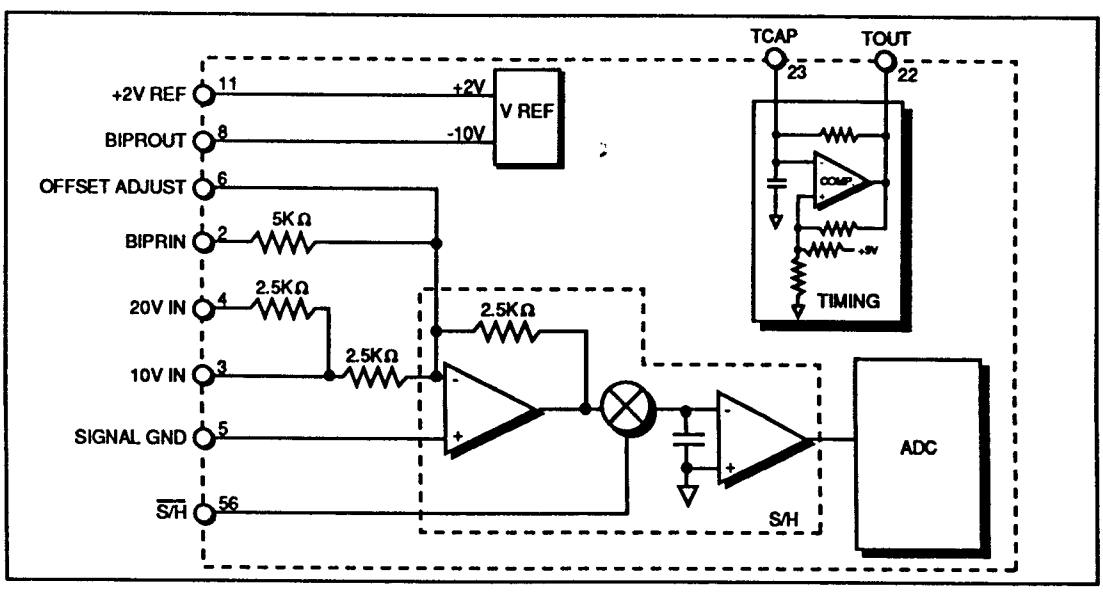 TCAP
TOUT
23
22
+2V REF
11
+2V
V REF
BIPROUT
8
-10V
OFFSET ADJUST
6
COMP
BIPRIN
2
5KΩ
20V IN
4
2.5KΩ
2.5KΩ
TIMING
10V IN
3
2.5KΩ
-
+
-
+
-
+
SIGNAL GND
5
ADC
S/H
56
S/H